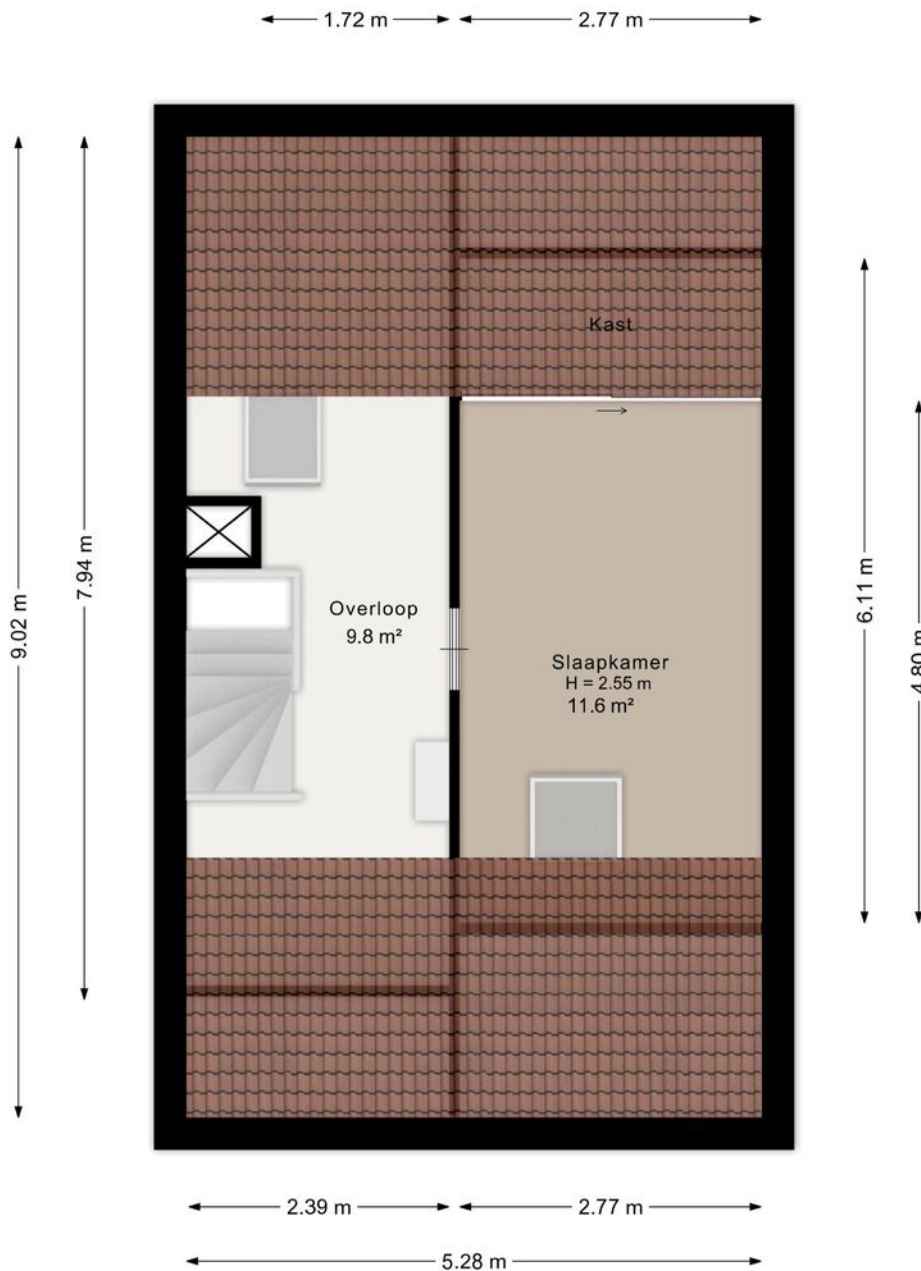 1.72 m
2.77 m
Kast
9.02 m
7.94 m
6.11 m
4.80 m
Overloop
9.8 m²
Slaapkamer
H = 2.55 m
11.6 m²
2.39 m
2.77 m
5.28 m